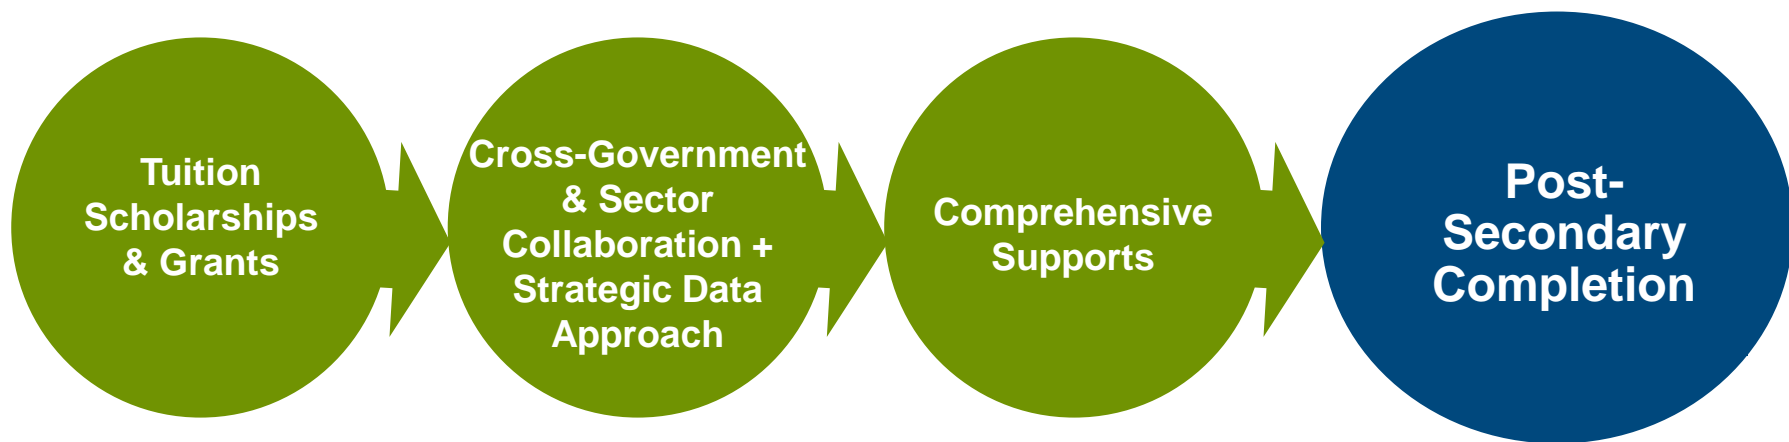 Tuition
Scholarships
& Grants
Cross-Government
& Sector
Collaboration +
Strategic Data
Approach
Comprehensive
Supports
Post-
Secondary
Completion